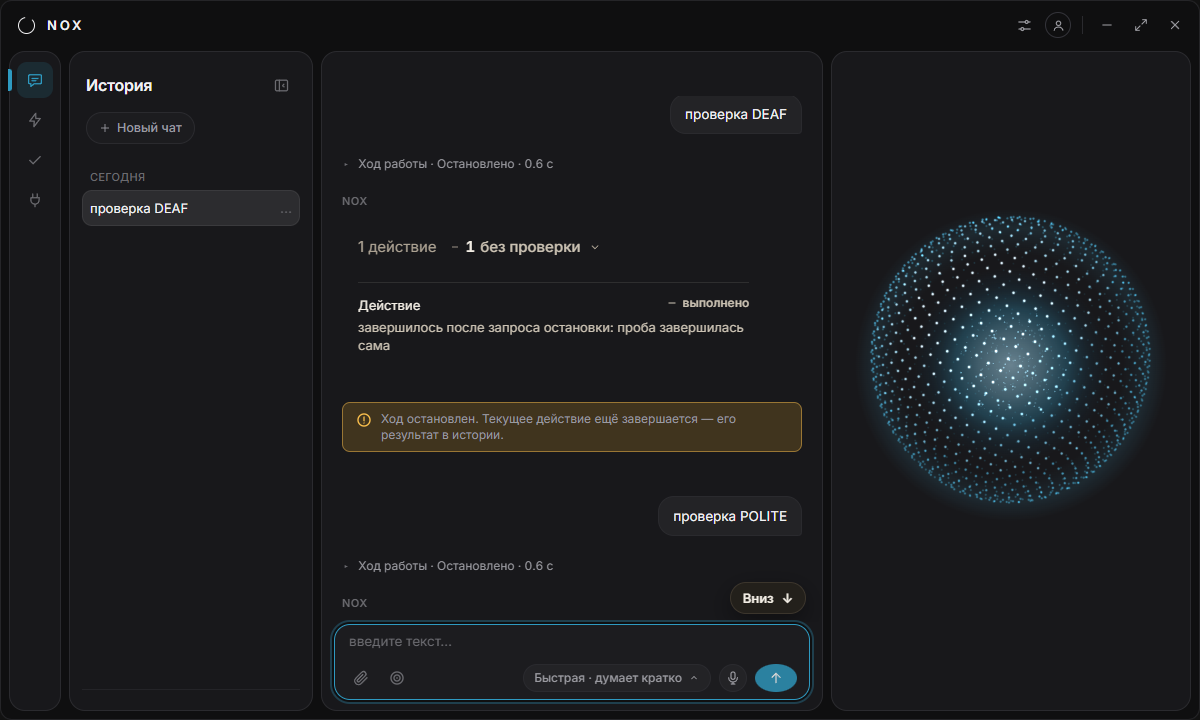 NOX
История
+ Новый чат
СЕГОДНЯ
проверка DEAF
...
проверка DEAF
Ход работы · Остановлено · 0.6 с
NOX
1 действие – 1 без проверки
Действие
– выполнено
завершилось после запроса остановки: проба завершилась
сама
Ход остановлен. Текущее действие ещё завершается — его
результат в истории.
проверка POLITE
Ход работы · Остановлено · 0.6 с
NOX
Вниз ↓
введите текст...
Быстрая · думает кратко